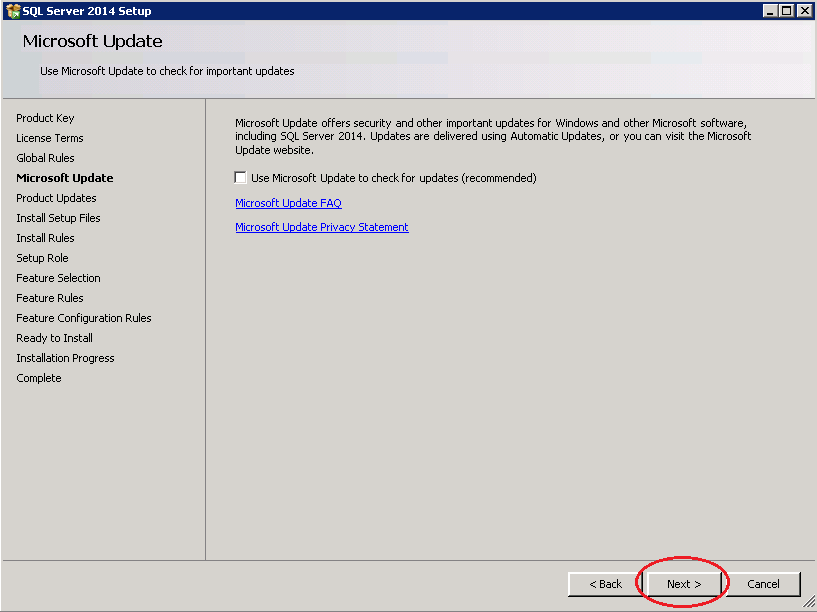 SQL Server 2014 Setup
Microsoft Update
Use Microsoft Update to check for important updates
Product Key
License Terms
Global Rules
Microsoft Update
Product Updates
Install Setup Files
Install Rules
Setup Role
Feature Selection
Feature Rules
Feature Configuration Rules
Ready to Install
Installation Progress
Complete
Microsoft Update offers security and other important updates for Windows and other Microsoft software,
including SQL Server 2014. Updates are delivered using Automatic Updates, or you can visit the Microsoft
Update website.
Use Microsoft Update to check for updates (recommended)
Microsoft Update FAQ
Microsoft Update Privacy Statement
< Back
Next >
Cancel